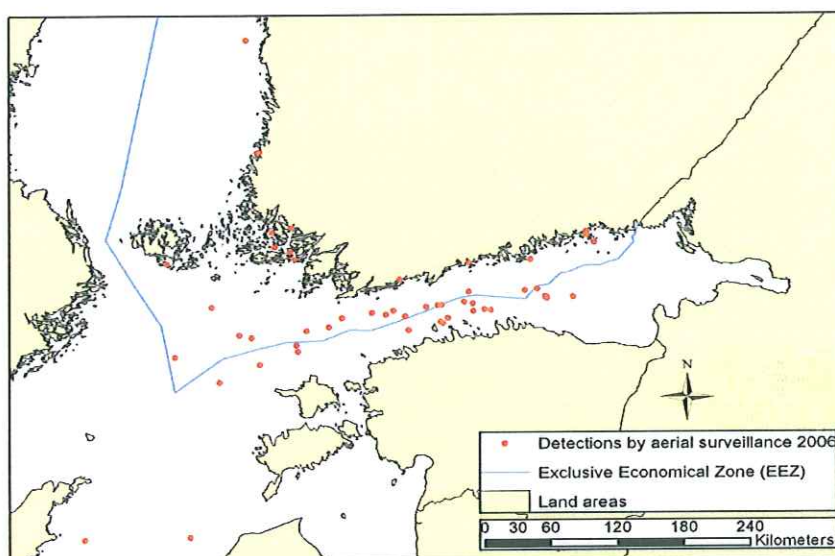 N
Detections by aerial surveillance 2006
Exclusive Economical Zone (EEZ)
Land areas
0 30 60 120 180 240
Kilometers